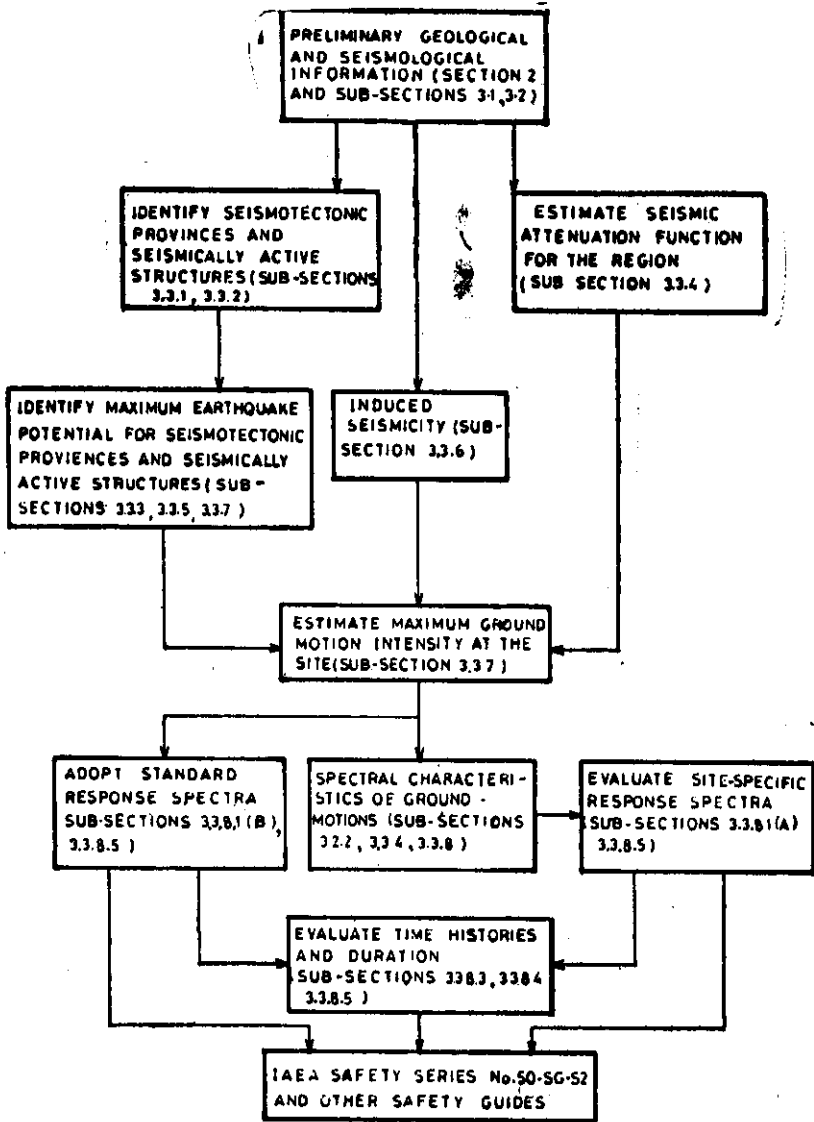 PRELIMINARY GEOLOGICAL
AND SEISMOLOGICAL
INFORMATION (SECTION 2
AND SUB-SECTIONS 3.1, 3.2)
IDENTIFY SEISMOTECTONIC
PROVINCES AND
SEISMICALLY ACTIVE
STRUCTURES (SUB-SECTIONS
3.3.1, 3.3.2)
ESTIMATE SEISMIC
ATTENUATION FUNCTION
FOR THE REGION
(SUB SECTION 3.3.4)
IDENTIFY MAXIMUM EARTHQUAKE
POTENTIAL FOR SEISMOTECTONIC
PROVIENCES AND SEISMICALLY
ACTIVE STRUCTURES (SUB-
SECTIONS 3.3.3, 3.3.5, 3.3.7)
INDUCED
SEISMICITY (SUB-
SECTION 3.3.6)
ESTIMATE MAXIMUM GROUND
MOTION INTENSITY AT THE
SITE(SUB-SECTION 3.3.7)
ADOPT STANDARD
RESPONSE SPECTRA
SUB-SECTIONS 3.3.8.1 (B),
3.3.8.5)
SPECTRAL CHARACTERI-
STICS OF GROUND-
MOTIONS (SUB-SECTIONS
3.2.2, 3.3.4, 3.3.8)
EVALUATE SITE-SPECIFIC
RESPONSE SPECTRA
(SUB-SECTIONS 3.3.8.1(A)
3.3.8.5)
EVALUATE TIME HISTORIES
AND DURATION
(SUB-SECTIONS 3.3.8.3, 3.3.8.4
3.3.8.5)
IAEA SAFETY SERIES No.50-SG-S2
AND OTHER SAFETY GUIDES